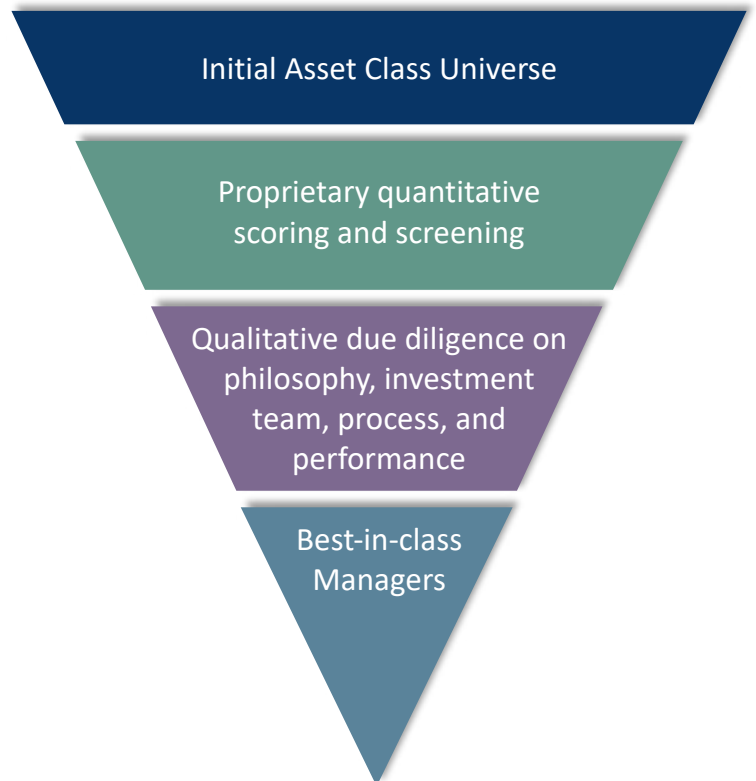 Initial Asset Class Universe
Proprietary quantitative
scoring and screening
Qualitative due diligence on
philosophy, investment
team, process, and
performance
Best-in-class
Managers